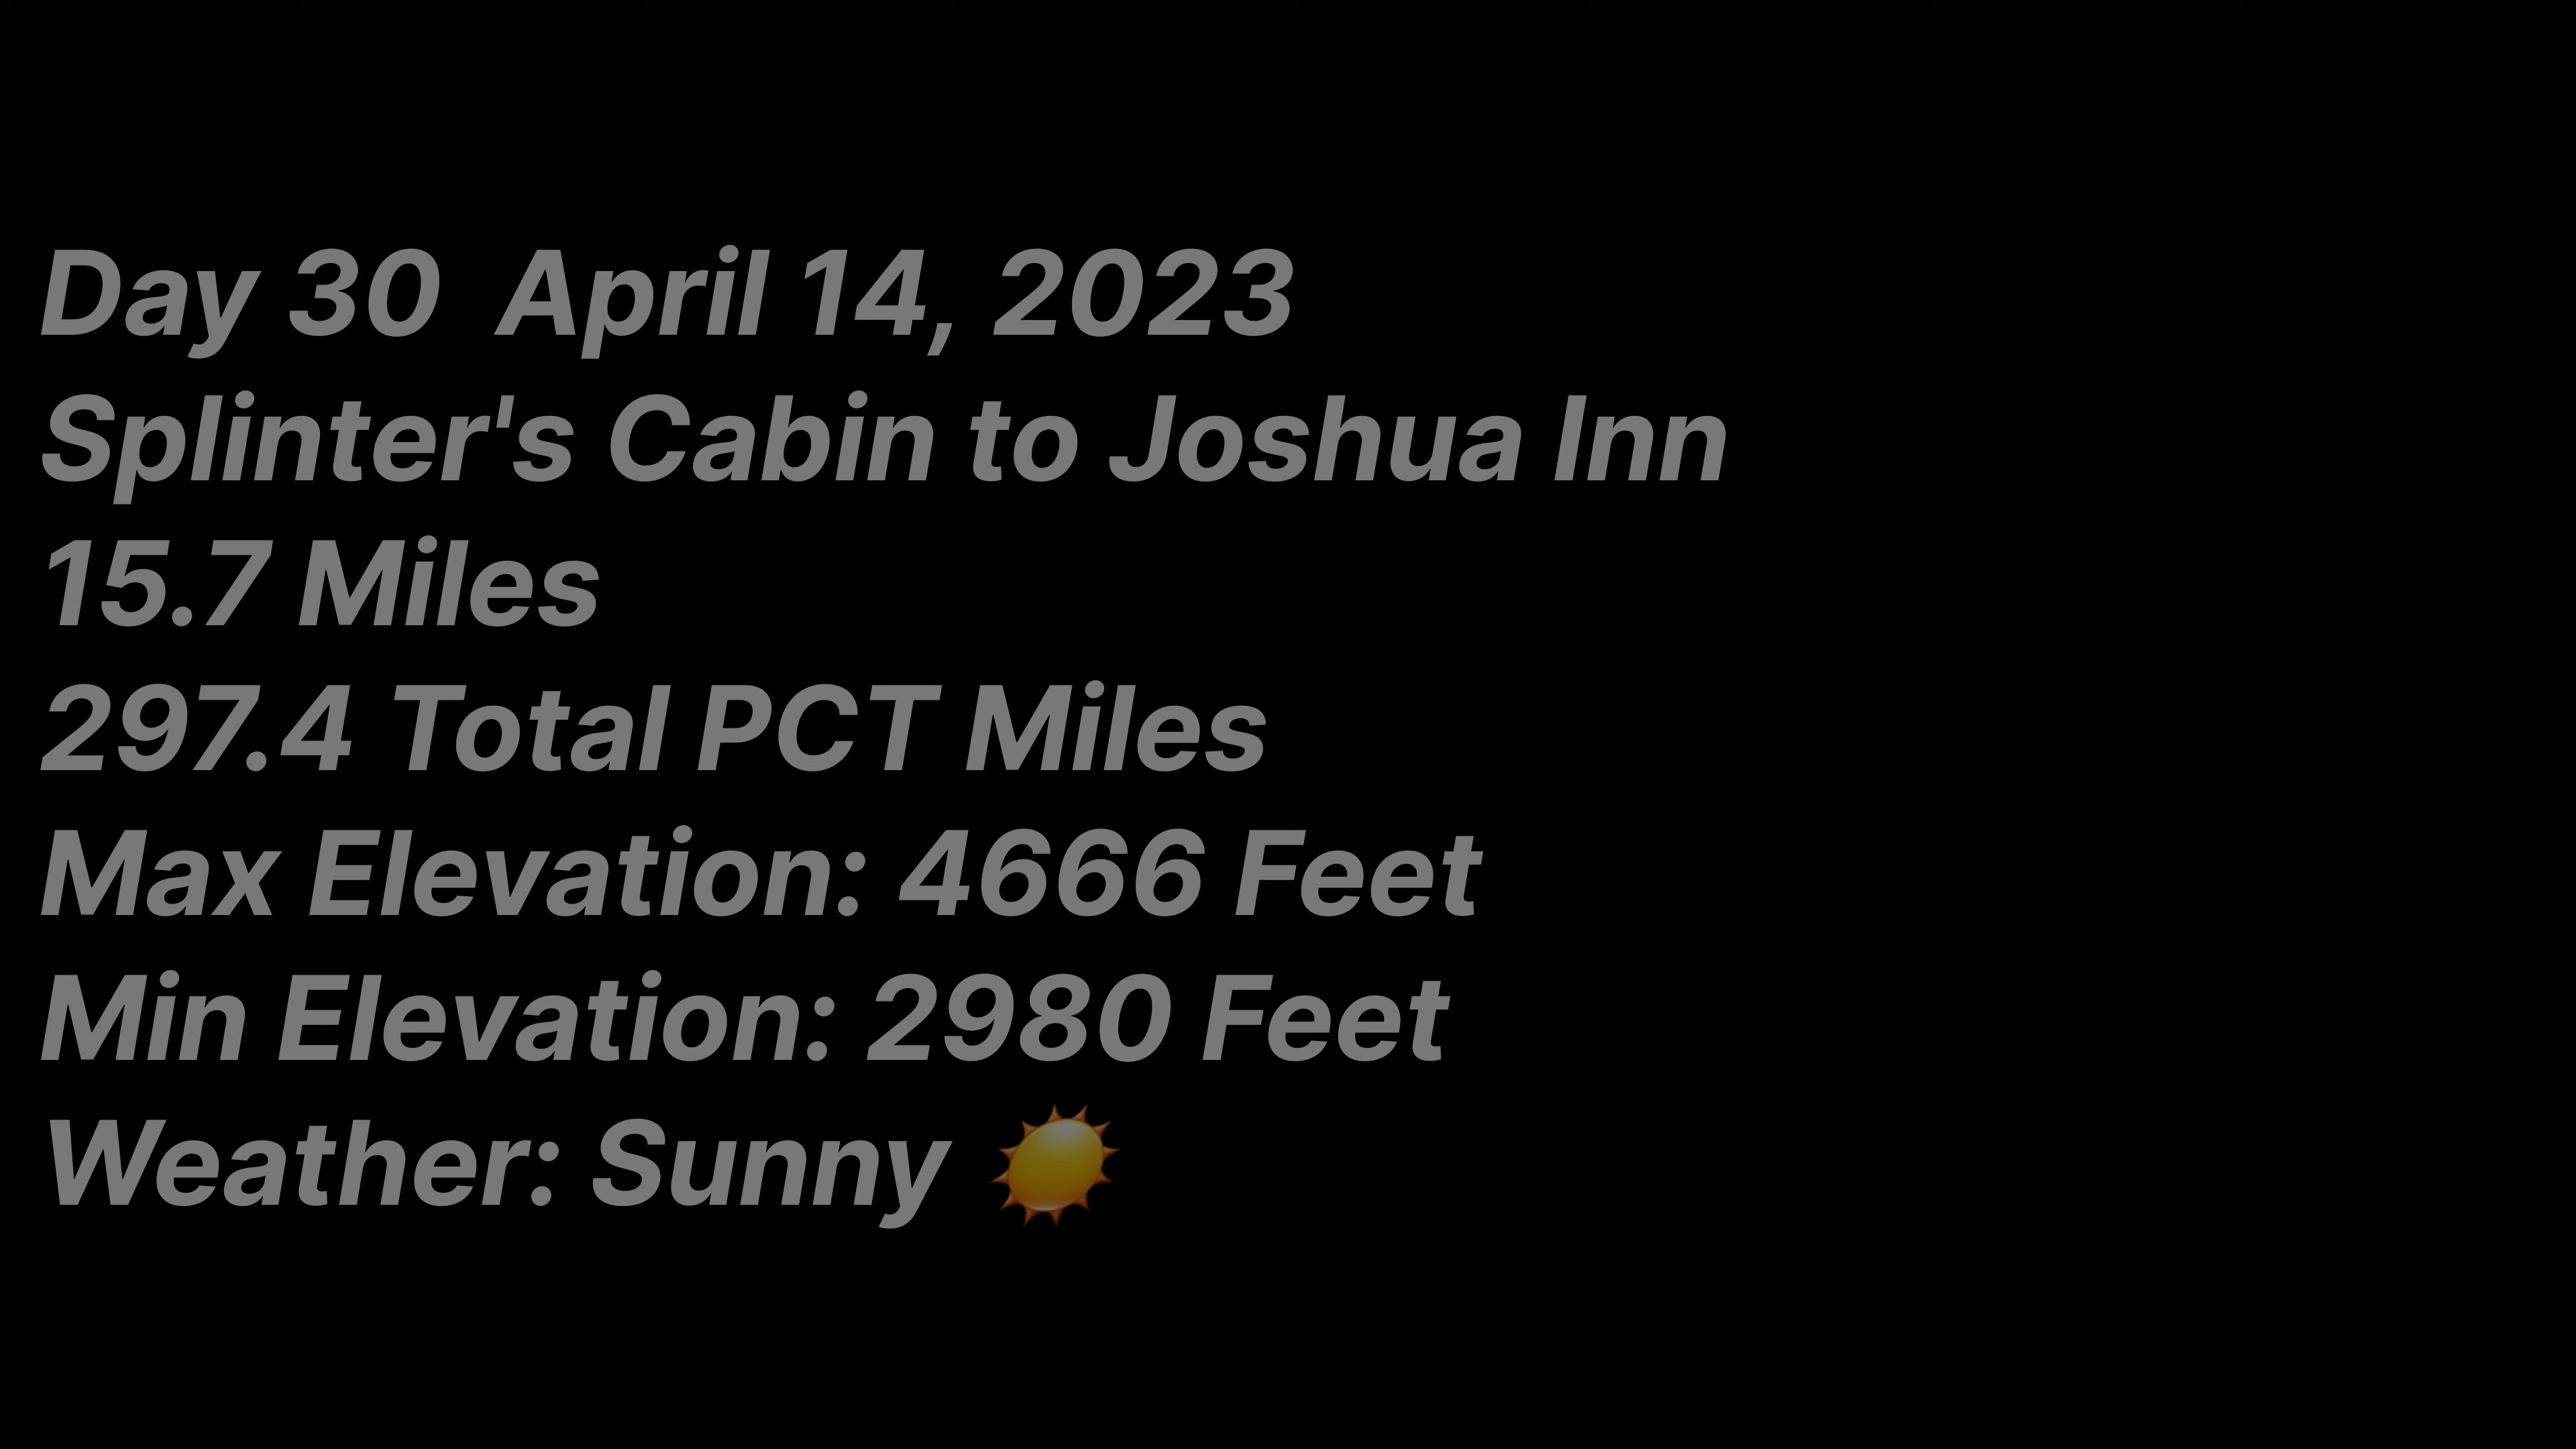 Day 30  April 14, 2023
Splinter's Cabin to Joshua Inn
15.7 Miles
297.4 Total PCT Miles
Max Elevation: 4666 Feet
Min Elevation: 2980 Feet
Weather: Sunny ☀️